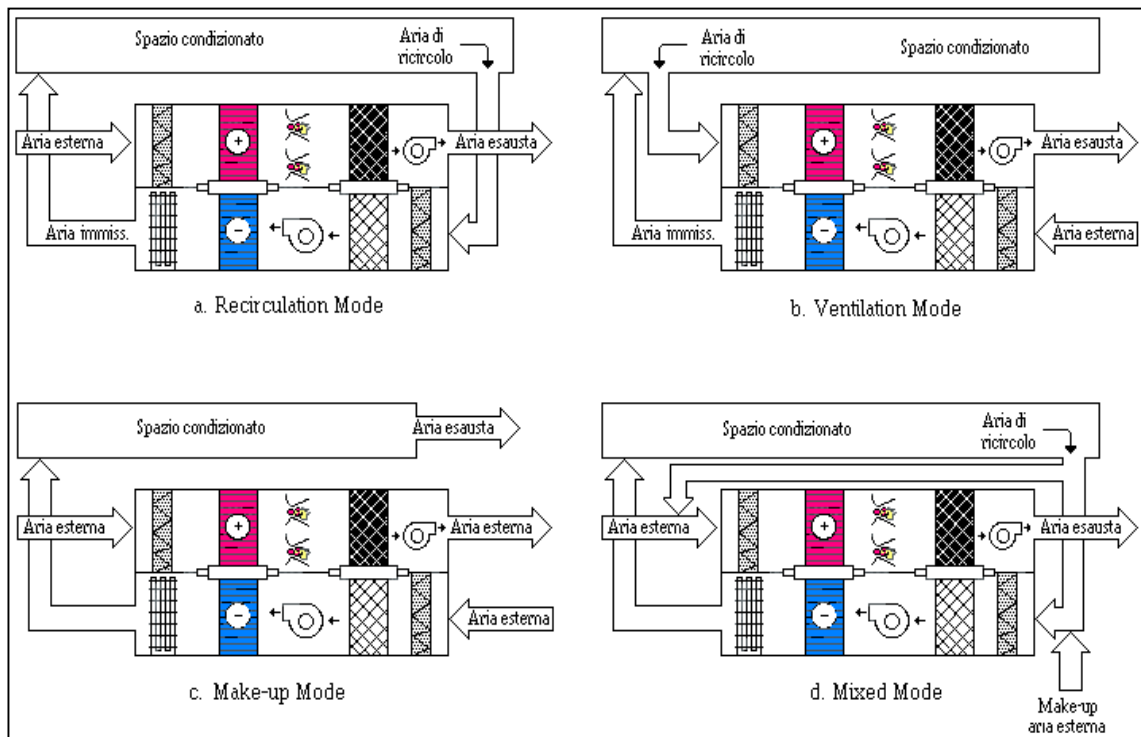 Spazio condizionato
Aria di
ricircolo
Aria esterna
+
Aria esausta
Aria immiss.
−
a. Recirculation Mode
Aria di
ricircolo
Spazio condizionato
+
Aria esausta
Aria immiss.
−
Aria esterna
b. Ventilation Mode
Spazio condizionato
Aria esausta
Aria esterna
+
Aria esterna
−
Aria esterna
c. Make-up Mode
Spazio condizionato
Aria di
ricircolo
Aria esterna
+
Aria esausta
−
d. Mixed Mode
Make-up
aria esterna